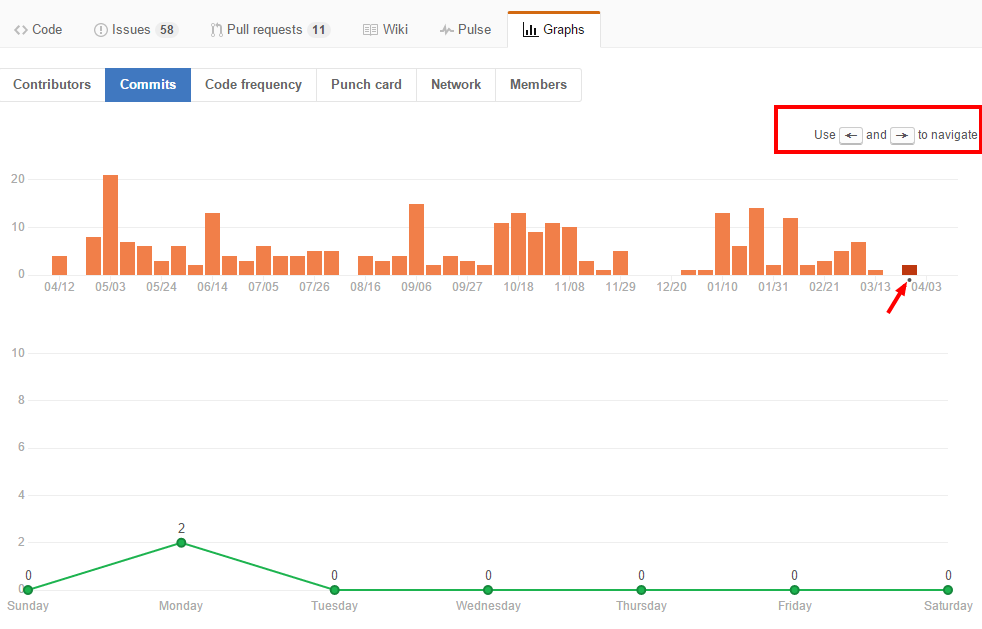 Code Issues 58 Pull requests 11 Wiki Pulse Graphs
Contributors Commits Code frequency Punch card Network Members
Use ← and → to navigate
20
10
0
04/12 05/03 05/24 06/14 07/05 07/26 08/16 09/06 09/27 10/18 11/08 11/29 12/20 01/10 01/31 02/21 03/13 04/03
10
8
6
4
2
2
0
0 0 0 0 0 0
Sunday Monday Tuesday Wednesday Thursday Friday Saturday